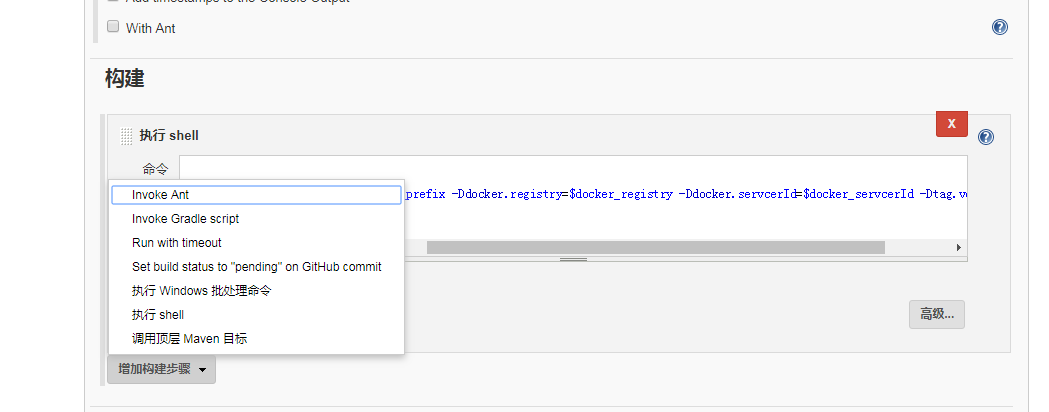 With Ant
构建
X
执行 shell
命令
prefix -Ddocker.registry=$docker_registry -Ddocker.servcerId=$docker_servcerId -Dtag.v
Invoke Ant
Invoke Gradle script
Run with timeout
Set build status to "pending" on GitHub commit
执行 Windows 批处理命令
执行 shell
调用顶层 Maven 目标
高级...
增加构建步骤